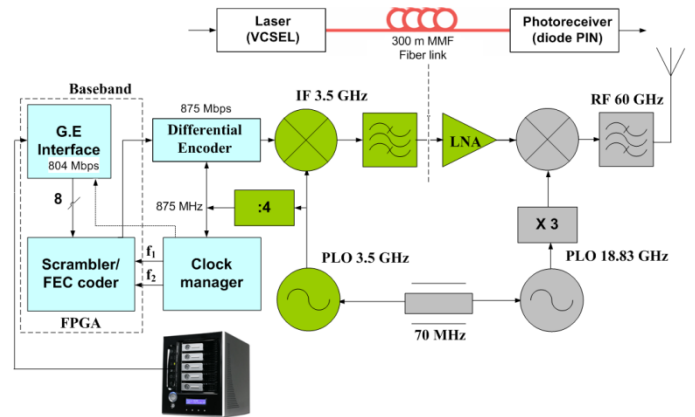 Laser
(VCSEL)
300 m MMF
Fiber link
Photoreceiver
(diode PIN)
Baseband
G.E
Interface
804 Mbps
8
Scrambler/
FEC coder
FPGA
875 Mbps
Differential
Encoder
875 MHz
:4
f1
f2
Clock
manager
IF 3.5 GHz
LNA
RF 60 GHz
X 3
PLO 3.5 GHz
PLO 18.83 GHz
70 MHz